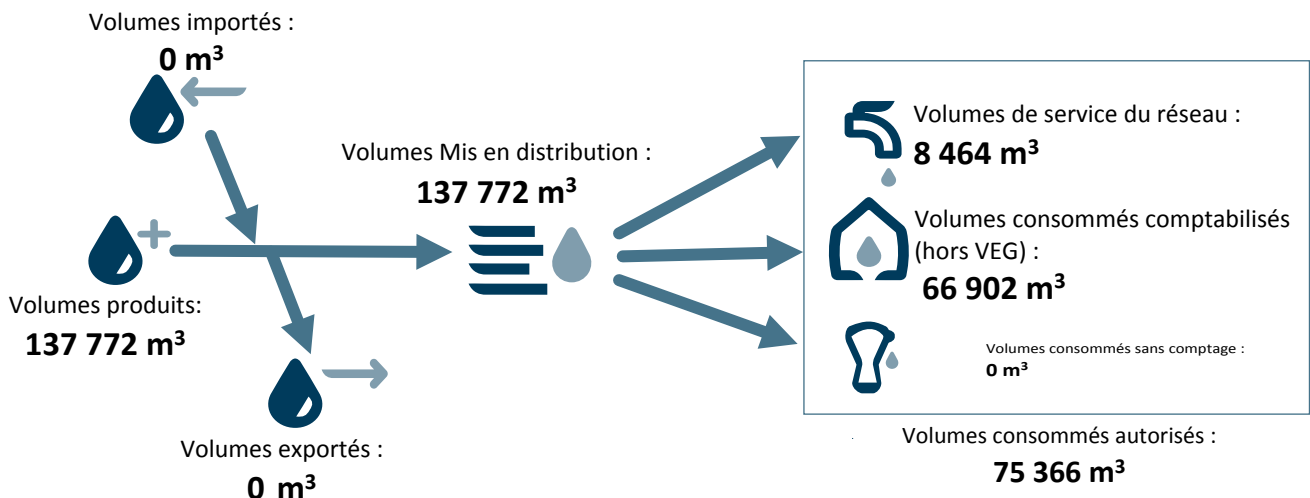 Volumes importés :
0 m³
Volumes produits:
137 772 m³
Volumes exportés :
0 m³
Volumes Mis en distribution :
137 772 m³
Volumes de service du réseau :
8 464 m³
Volumes consommés comptabilisés
(hors VEG) :
66 902 m³
Volumes consommés sans comptage :
0 m³
Volumes consommés autorisés :
75 366 m³